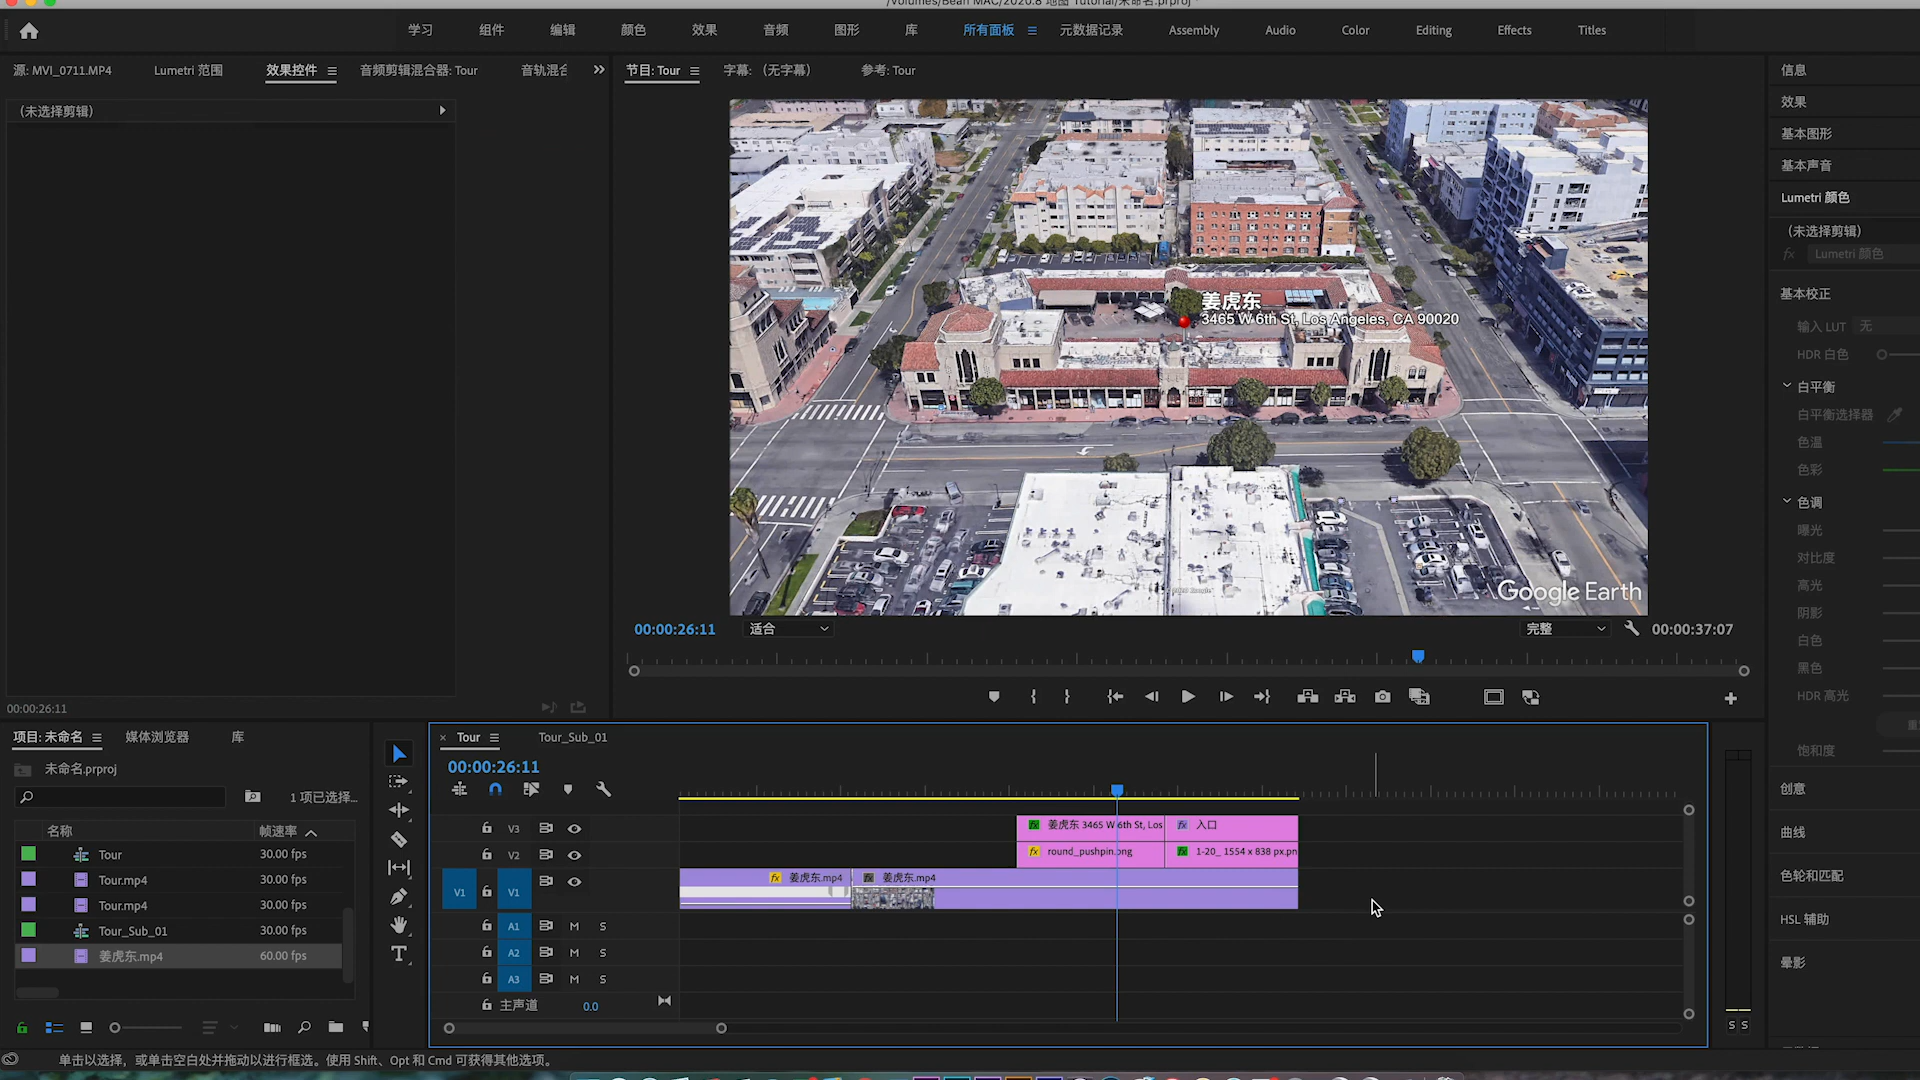 /Volumes/Bean MAC/2020.8 地图 Tutorial/未命名.prproj
学习 组件 编辑 颜色 效果 音频 图形 库 所有面板 元数据记录 Assembly Audio Color Editing Effects Titles
源: MVI_0711.MP4 Lumetri 范围 效果控件 音频剪辑混合器: Tour 音轨混合
节目: Tour 字幕: (无字幕) 参考: Tour
(未选择剪辑)
姜虎东
3465 W 6th St, Los Angeles, CA 90020
Google Earth
00:00:26:11 适合 完整 00:00:37:07
00:00:26:11
信息
效果
基本图形
基本声音
Lumetri 颜色
(未选择剪辑)
fx Lumetri 颜色
基本校正
输入 LUT 无
HDR 白色
白平衡
白平衡选择器
色温
色彩
色调
曝光
对比度
高光
阴影
白色
黑色
HDR 高光
饱和度
创意
曲线
色轮和匹配
HSL 辅助
晕影
项目: 未命名 媒体浏览器 库
未命名.prproj
1 项已选择...
名称 帧速率
Tour 30.00 fps
Tour.mp4 30.00 fps
Tour.mp4 30.00 fps
Tour_Sub_01 30.00 fps
姜虎东.mp4 60.00 fps
× Tour Tour_Sub_01
00:00:26:11
V3 fx 姜虎东 3465 W 6th St, Los fx 入口
V2 fx round_pushpin.png fx 1-20_ 1554 x 838 px.pn
V1 V1 fx 姜虎东.mp4 fx 姜虎东.mp4
A1 M S
A2 M S
A3 M S
主声道 0.0
S S
单击以选择，或单击空白处并拖动以进行框选。使用 Shift、Opt 和 Cmd 可获得其他选项。